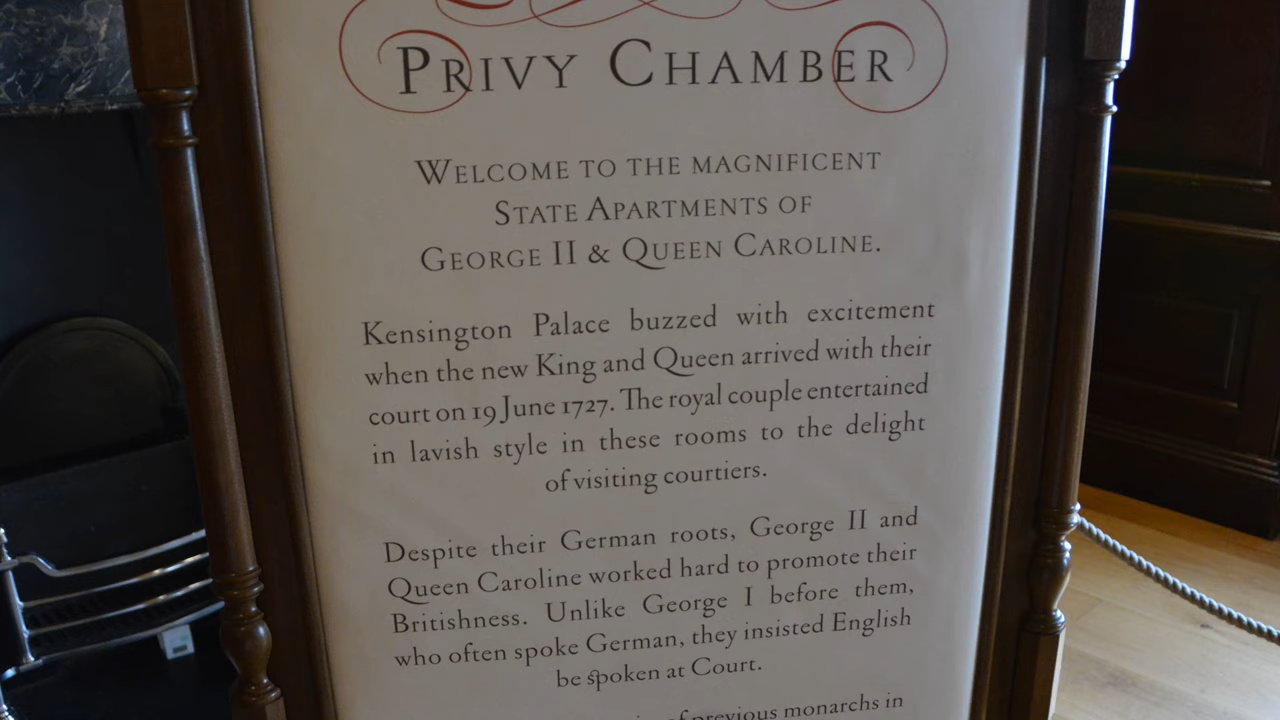 PRIVY CHAMBER
WELCOME TO THE MAGNIFICENT
STATE APARTMENTS OF
GEORGE II & QUEEN CAROLINE.
Kensington Palace buzzed with excitement
when the new King and Queen arrived with their
court on 19 June 1727. The royal couple entertained
in lavish style in these rooms to the delight
of visiting courtiers.
Despite their German roots, George II and
Queen Caroline worked hard to promote their
Britishness. Unlike George I before them,
who often spoke German, they insisted English
be spoken at Court.
of previous monarchs in